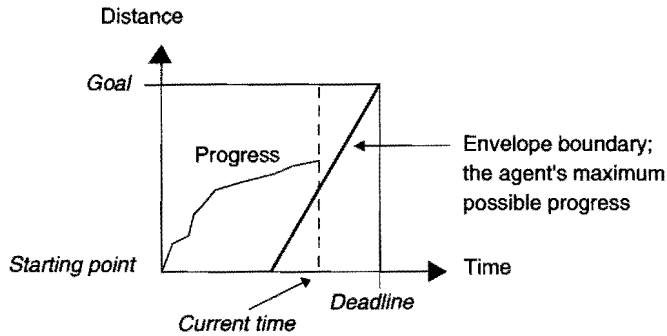 Distance
Goal
Progress
Envelope boundary;
the agent's maximum
possible progress
Starting point
Time
Deadline
Current time